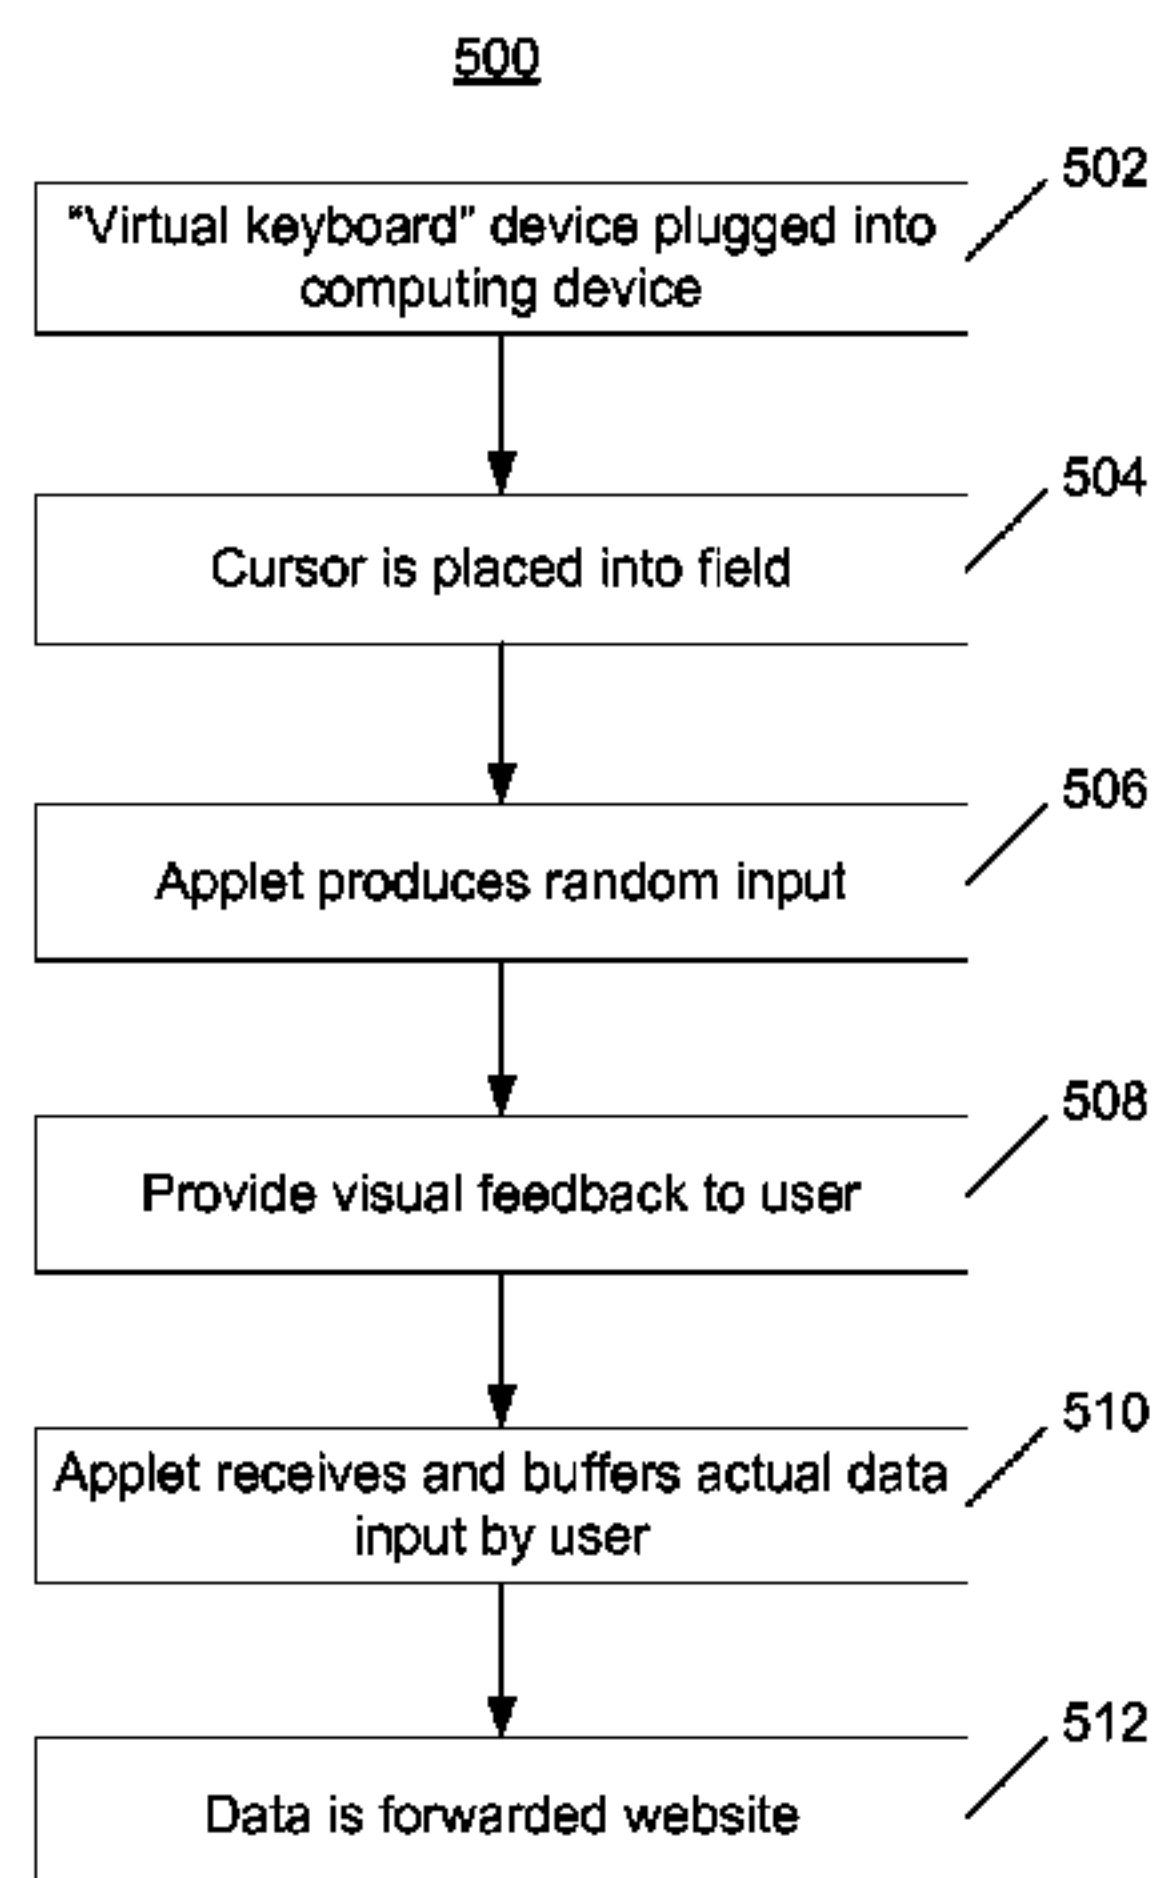 500
502
“Virtual keyboard” device plugged into
computing device
504
Cursor is placed into field
506
Applet produces random input
508
Provide visual feedback to user
510
Applet receives and buffers actual data
input by user
512
Data is forwarded website